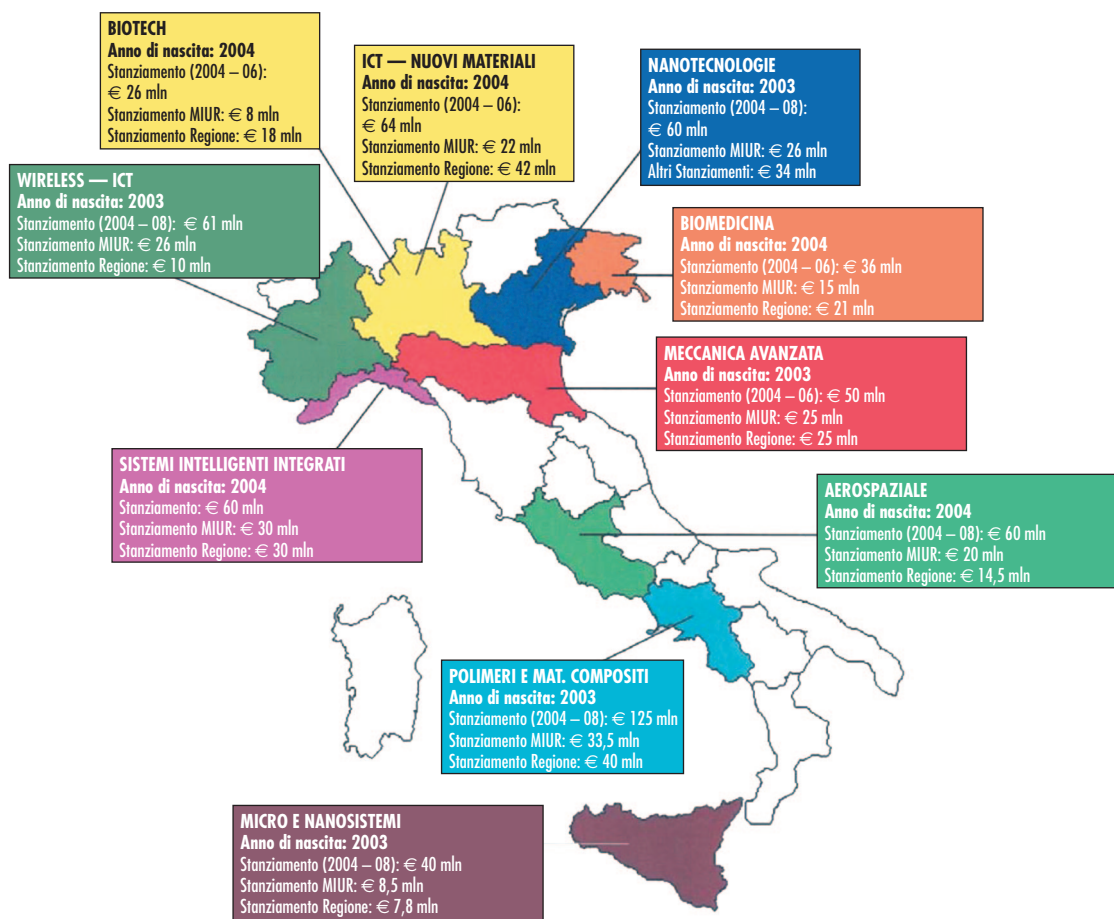 BIOTECH
Anno di nascita: 2004
Stanziamento (2004 – 06):
€ 26 mln
Stanziamento MIUR: € 8 mln
Stanziamento Regione: € 18 mln
ICT — NUOVI MATERIALI
Anno di nascita: 2004
Stanziamento (2004 – 06):
€ 64 mln
Stanziamento MIUR: € 22 mln
Stanziamento Regione: € 42 mln
NANOTECNOLOGIE
Anno di nascita: 2003
Stanziamento (2004 – 08):
€ 60 mln
Stanziamento MIUR: € 26 mln
Altri Stanziamenti: € 34 mln
WIRELESS — ICT
Anno di nascita: 2003
Stanziamento (2004 – 08): € 61 mln
Stanziamento MIUR: € 26 mln
Stanziamento Regione: € 10 mln
BIOMEDICINA
Anno di nascita: 2004
Stanziamento (2004 – 06): € 36 mln
Stanziamento MIUR: € 15 mln
Stanziamento Regione: € 21 mln
MECCANICA AVANZATA
Anno di nascita: 2003
Stanziamento (2004 – 06): € 50 mln
Stanziamento MIUR: € 25 mln
Stanziamento Regione: € 25 mln
SISTEMI INTELLIGENTI INTEGRATI
Anno di nascita: 2004
Stanziamento: € 60 mln
Stanziamento MIUR: € 30 mln
Stanziamento Regione: € 30 mln
AEROSPAZIALE
Anno di nascita: 2004
Stanziamento (2004 – 08): € 60 mln
Stanziamento MIUR: € 20 mln
Stanziamento Regione: € 14,5 mln
POLIMERI E MAT. COMPOSITI
Anno di nascita: 2003
Stanziamento (2004 – 08): € 125 mln
Stanziamento MIUR: € 33,5 mln
Stanziamento Regione: € 40 mln
MICRO E NANOSISTEMI
Anno di nascita: 2003
Stanziamento (2004 – 08): € 40 mln
Stanziamento MIUR: € 8,5 mln
Stanziamento Regione: € 7,8 mln